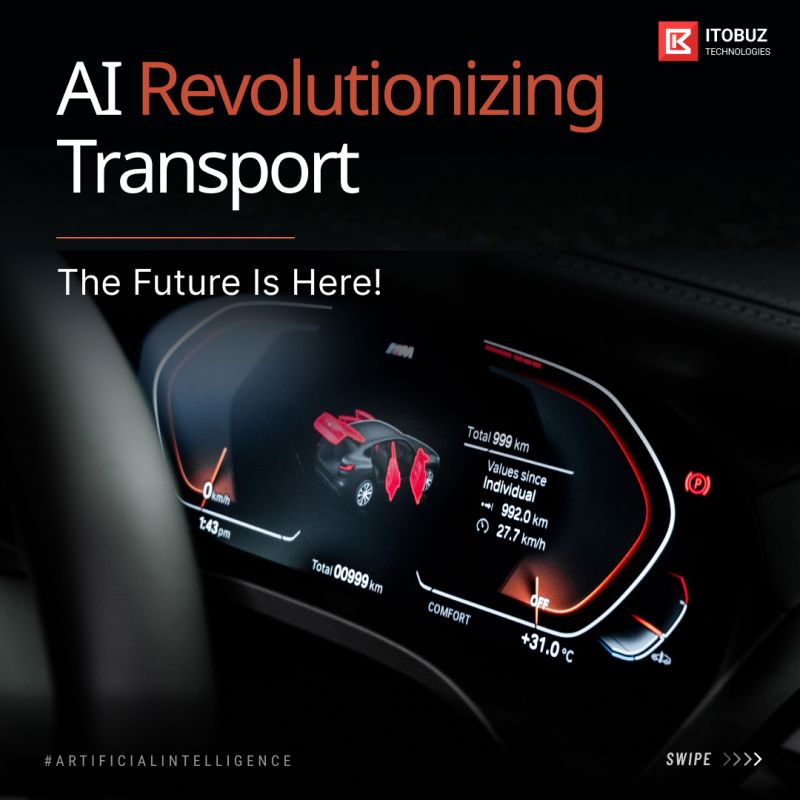 ITOBUZ
TECHNOLOGIES
AI Revolutionizing
Transport
The Future Is Here!
Total 999 km
Values since
Individual
992.0 km
27.7 km/h
0 km/h
1:43 pm
Total 00999 km
OFF
COMFORT
+31.0 °C
P
#ARTIFICIALINTELLIGENCE
SWIPE >>>>